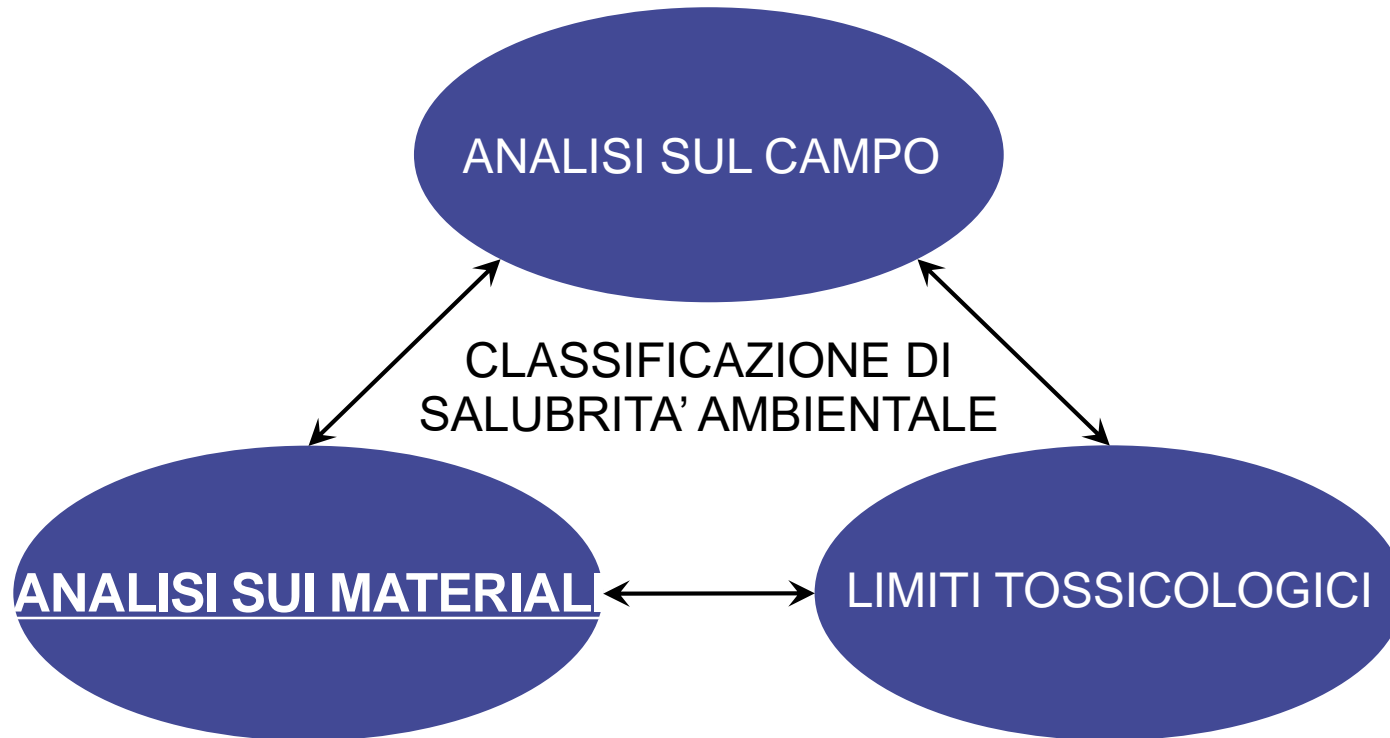 ANALISI SUL CAMPO
CLASSIFICAZIONE DI
SALUBRITA' AMBIENTALE
ANALISI SUI MATERIALI
LIMITI TOSSICOLOGICI